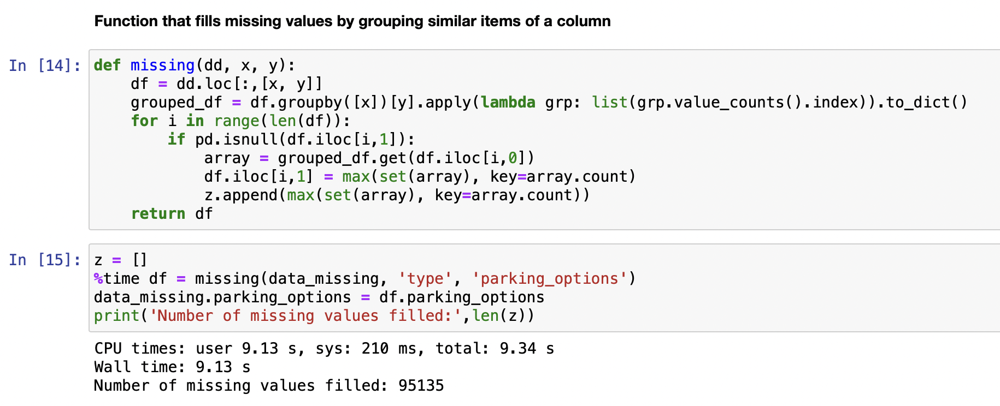 Function that fills missing values by grouping similar items of a column
In [14]:
def missing(dd, x, y):
    df = dd.loc[:,[x, y]]
    grouped_df = df.groupby([x])[y].apply(lambda grp: list(grp.value_counts().index)).to_dict()
    for i in range(len(df)):
        if pd.isnull(df.iloc[i,1]):
            array = grouped_df.get(df.iloc[i,0])
            df.iloc[i,1] = max(set(array), key=array.count)
            z.append(max(set(array), key=array.count))
    return df
In [15]:
z = []
%time df = missing(data_missing, 'type', 'parking_options')
data_missing.parking_options = df.parking_options
print('Number of missing values filled:',len(z))
CPU times: user 9.13 s, sys: 210 ms, total: 9.34 s
Wall time: 9.13 s
Number of missing values filled: 95135